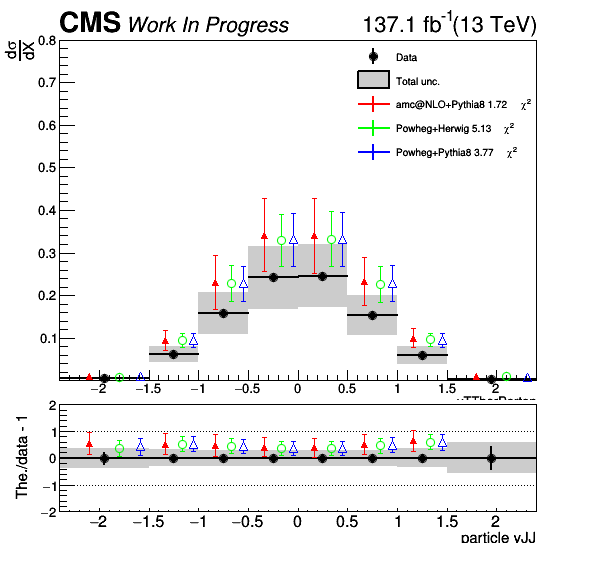 CMS Work In Progress 137.1 fb-1(13 TeV)
dσ
dX
0.8
0.7
0.6
0.5
0.4
0.3
0.2
0.1
Data
Total unc.
amc@NLO+Pythia8 1.72 χ²
Powheg+Herwig 5.13 χ²
Powheg+Pythia8 3.77 χ²
−2 −1.5 −1 −0.5 0 0.5 1 1.5 2
The./data - 1
2
1
0
−1
−2
−2 −1.5 −1 −0.5 0 0.5 1 1.5 2
particle yJJ